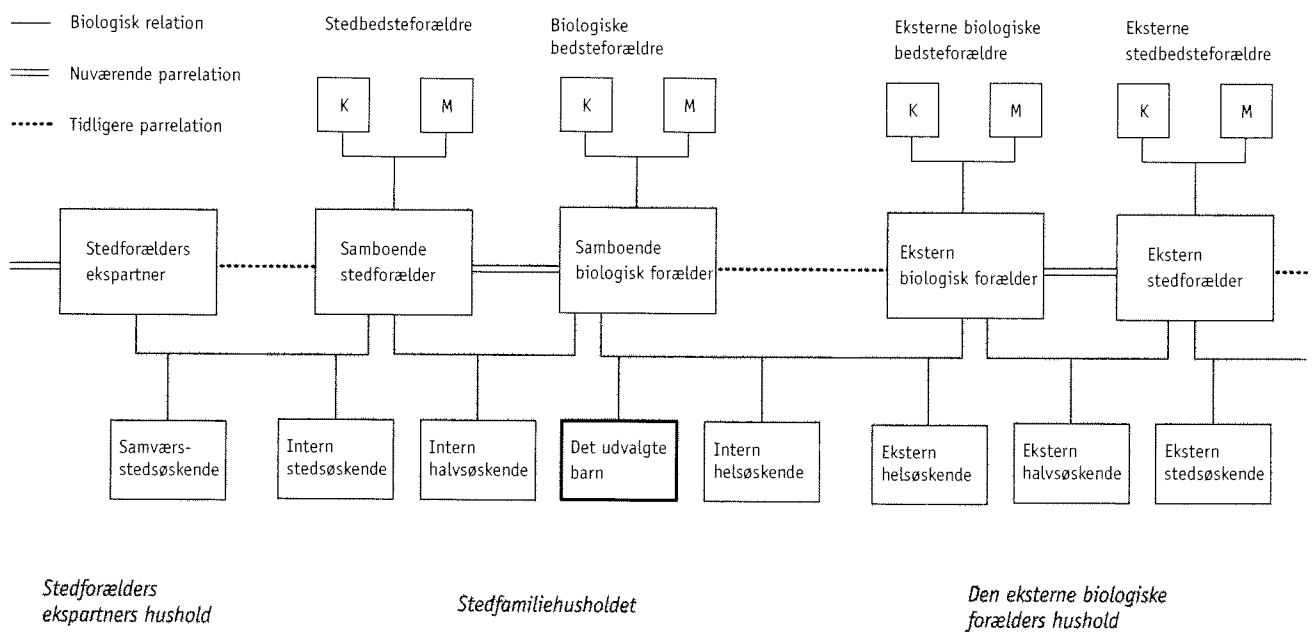 Biologisk relation
Nuværende parrelation
Tidligere parrelation
Stedbedsteforældre
Biologiske
bedsteforældre
Eksterne biologiske
bedsteforældre
Eksterne
stedbedsteforældre
K
M
K
M
K
M
K
M
Stedforælders
ekspartner
Samboende
stedforælder
Samboende
biologisk forælder
Ekstern
biologisk forælder
Ekstern
stedforælder
Samværs-
stedsøskende
Intern
stedsøskende
Intern
halvsøskende
Det udvalgte
barn
Intern
helsøskende
Ekstern
helsøskende
Ekstern
halvsøskende
Ekstern
stedsøskende
Stedforælders
ekspartners hushold
Stedfamiliehusholdet
Den eksterne biologiske
forælders hushold